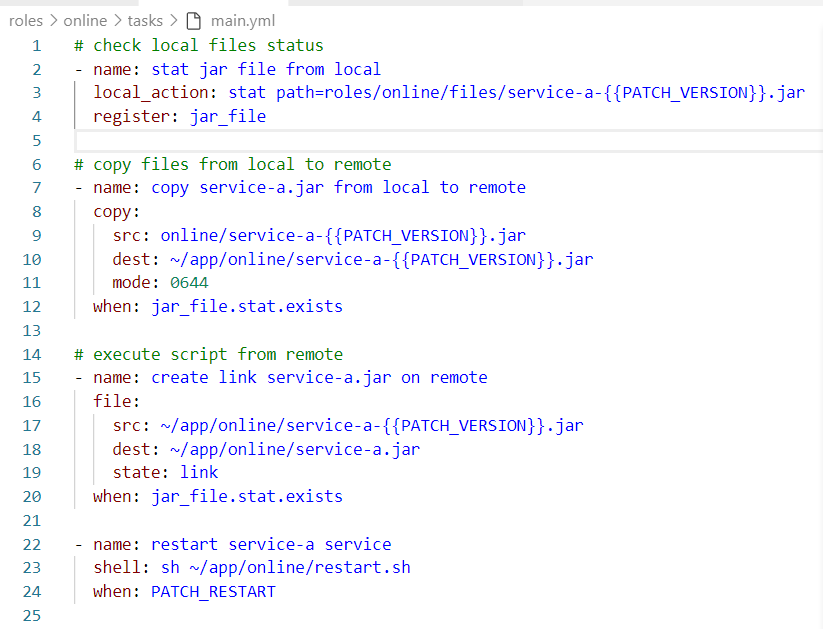 roles > online > tasks > main.yml
1 # check local files status
2 - name: stat jar file from local
3   local_action: stat path=roles/online/files/service-a-{{PATCH_VERSION}}.jar
4   register: jar_file
5
6 # copy files from local to remote
7 - name: copy service-a.jar from local to remote
8   copy:
9     src: online/service-a-{{PATCH_VERSION}}.jar
10     dest: ~/app/online/service-a-{{PATCH_VERSION}}.jar
11     mode: 0644
12   when: jar_file.stat.exists
13
14 # execute script from remote
15 - name: create link service-a.jar on remote
16   file:
17     src: ~/app/online/service-a-{{PATCH_VERSION}}.jar
18     dest: ~/app/online/service-a.jar
19     state: link
20   when: jar_file.stat.exists
21
22 - name: restart service-a service
23   shell: sh ~/app/online/restart.sh
24   when: PATCH_RESTART
25